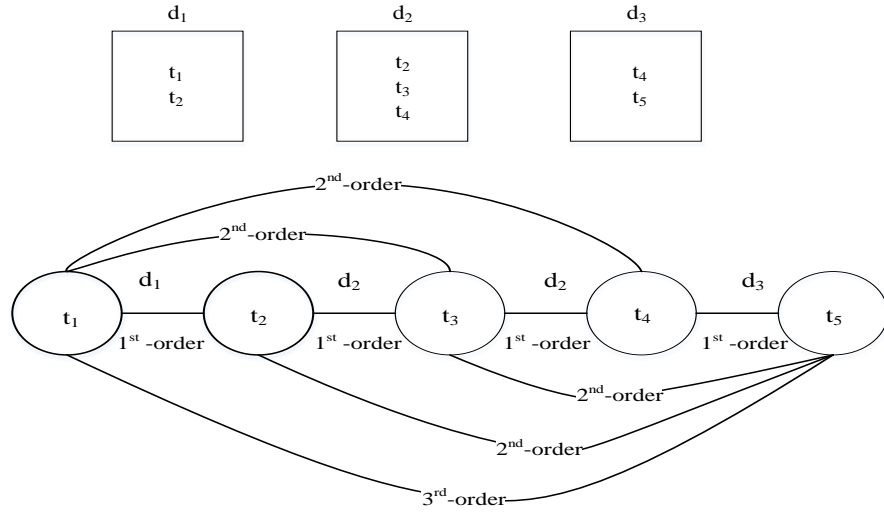 d₁ d₂ d₃
t₁
t₂
t₂
t₃
t₄
t₄
t₅
2ⁿᵈ-order
2ⁿᵈ-order
d₁ d₂ d₂ d₃
t₁ t₂ t₃ t₄ t₅
1ˢᵗ -order 1ˢᵗ -order 1ˢᵗ -order 1ˢᵗ -order
2ⁿᵈ-order
2ⁿᵈ-order
3ʳᵈ-order